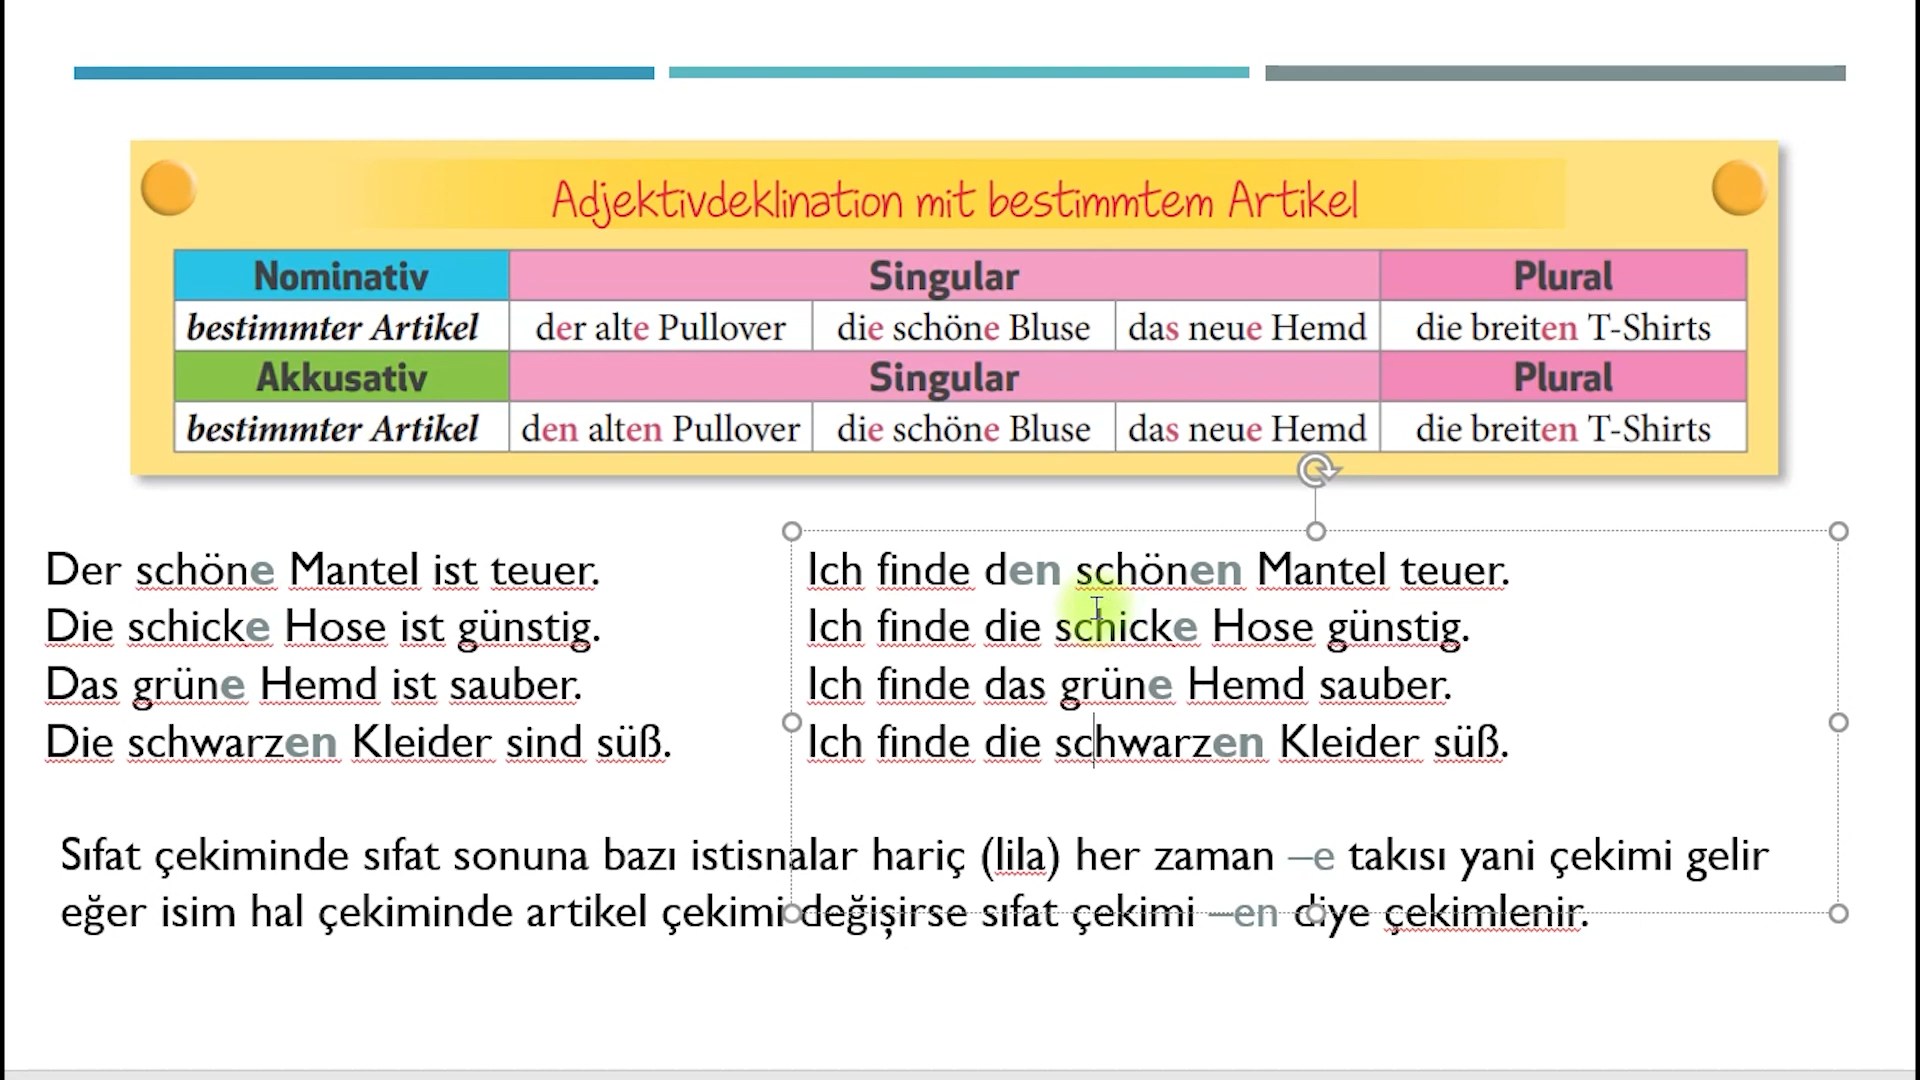 Adjektivdeklination mit bestimmtem Artikel
Nominativ Singular Plural
bestimmter Artikel der alte Pullover die schöne Bluse das neue Hemd die breiten T-Shirts
Akkusativ Singular Plural
bestimmter Artikel den alten Pullover die schöne Bluse das neue Hemd die breiten T-Shirts
Der schöne Mantel ist teuer.
Die schicke Hose ist günstig.
Das grüne Hemd ist sauber.
Die schwarzen Kleider sind süß.
Ich finde den schönen Mantel teuer.
Ich finde die schicke Hose günstig.
Ich finde das grüne Hemd sauber.
Ich finde die schwarzen Kleider süß.
Sıfat çekiminde sıfat sonuna bazı istisnalar hariç (lila) her zaman –e takısı yani çekimi gelir
eğer isim hal çekiminde artikel çekimi değişirse sıfat çekimi –en diye çekimlenir.